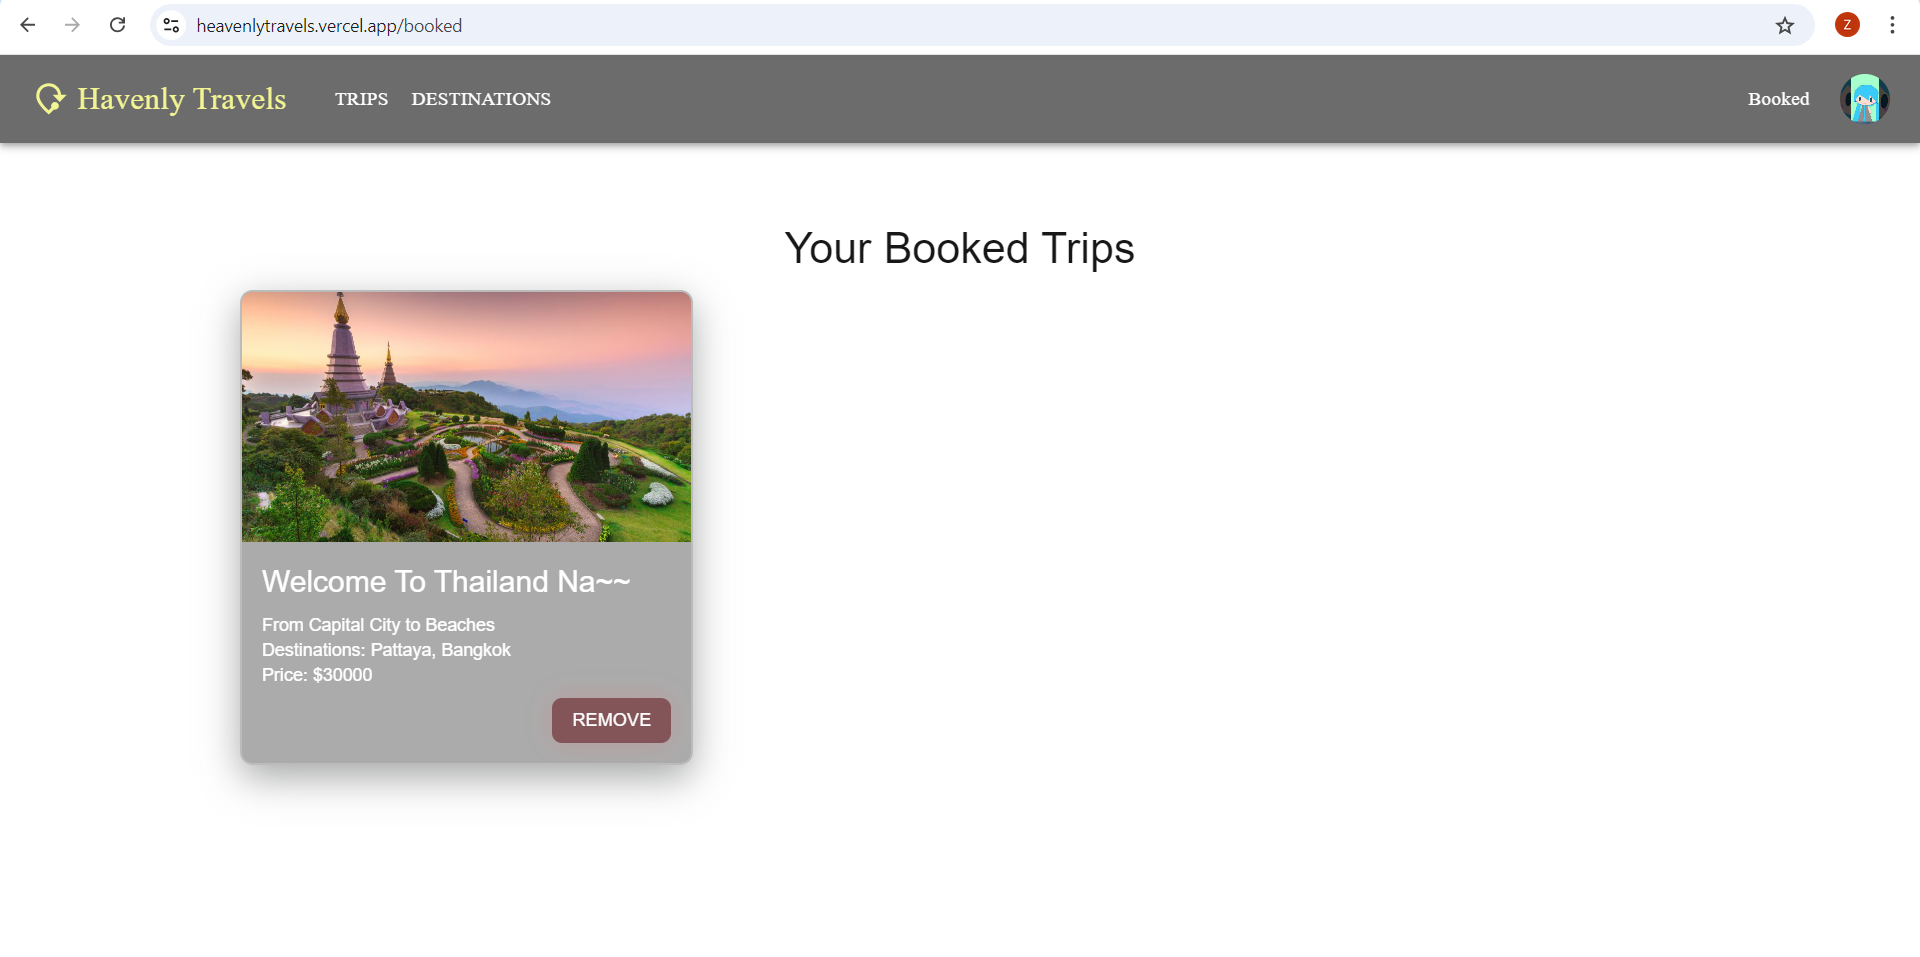 heavenlytravels.vercel.app/booked
Z
Havenly Travels
TRIPS
DESTINATIONS
Booked
Your Booked Trips
Welcome To Thailand Na~~
From Capital City to Beaches
Destinations: Pattaya, Bangkok
Price: $30000
REMOVE